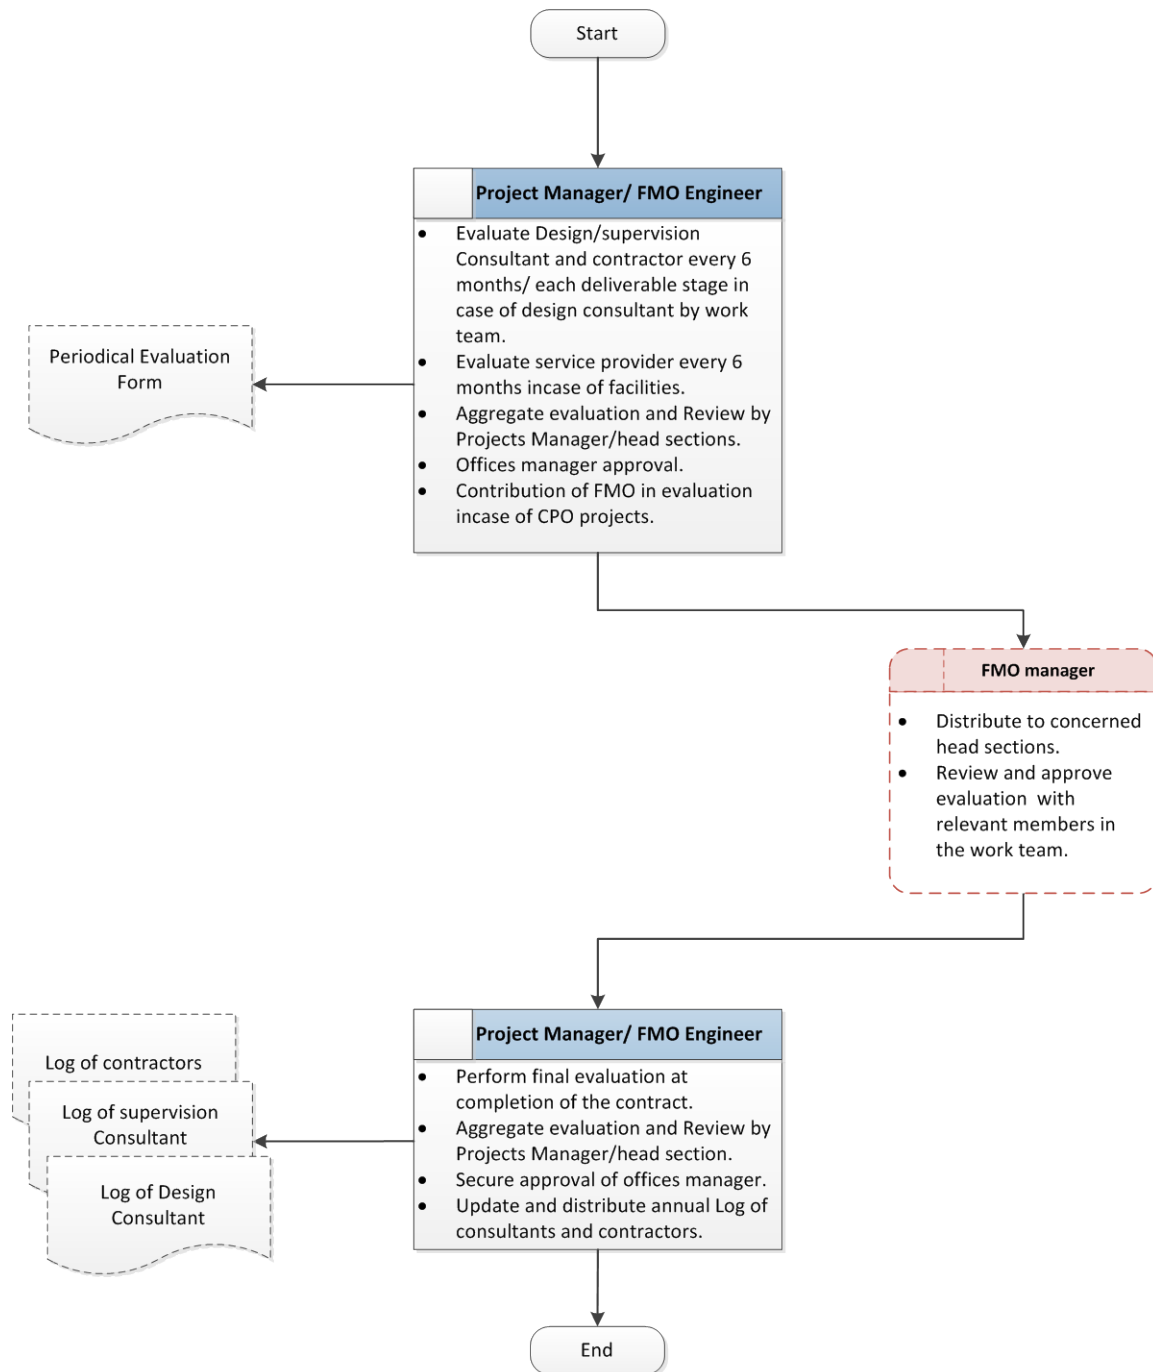 Start
Project Manager/ FMO Engineer
• Evaluate Design/supervision
Consultant and contractor every 6
months/ each deliverable stage in
case of design consultant by work
team.
• Evaluate service provider every 6
months incase of facilities.
• Aggregate evaluation and Review by
Projects Manager/head sections.
• Offices manager approval.
• Contribution of FMO in evaluation
incase of CPO projects.
Periodical Evaluation
Form
FMO manager
• Distribute to concerned
head sections.
• Review and approve
evaluation with
relevant members in
the work team.
Project Manager/ FMO Engineer
• Perform final evaluation at
completion of the contract.
• Aggregate evaluation and Review by
Projects Manager/head section.
• Secure approval of offices manager.
• Update and distribute annual Log of
consultants and contractors.
Log of contractors
Log of supervision
Consultant
Log of Design
Consultant
End